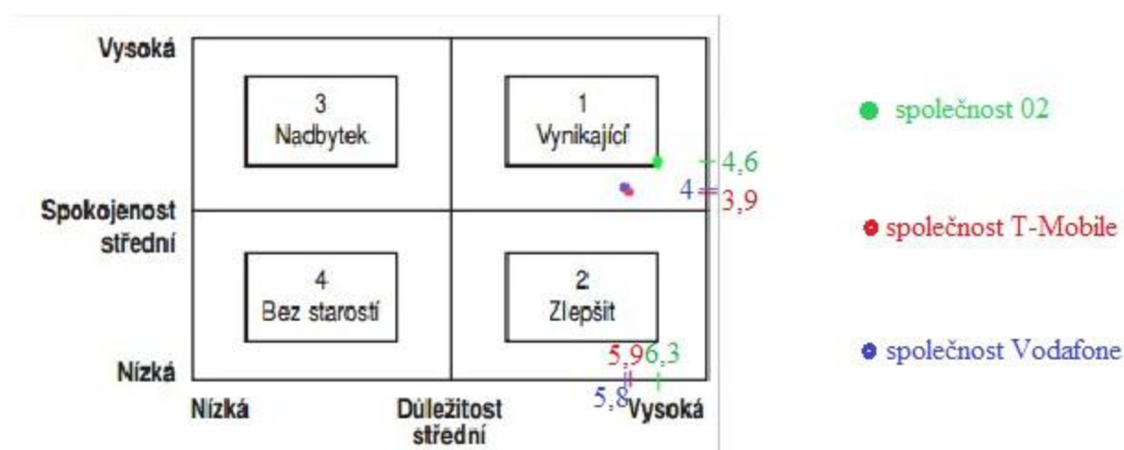 Vysoká
3
Nadbytek
1
Vynikající
4,6
4
3,9
Spokojenost
střední
4
Bez starostí
2
Zlepšit
5,9
6,3
5,8
Nízká
Nízká
Důležitost
střední
Vysoká
společnost 02
společnost T-Mobile
společnost Vodafone